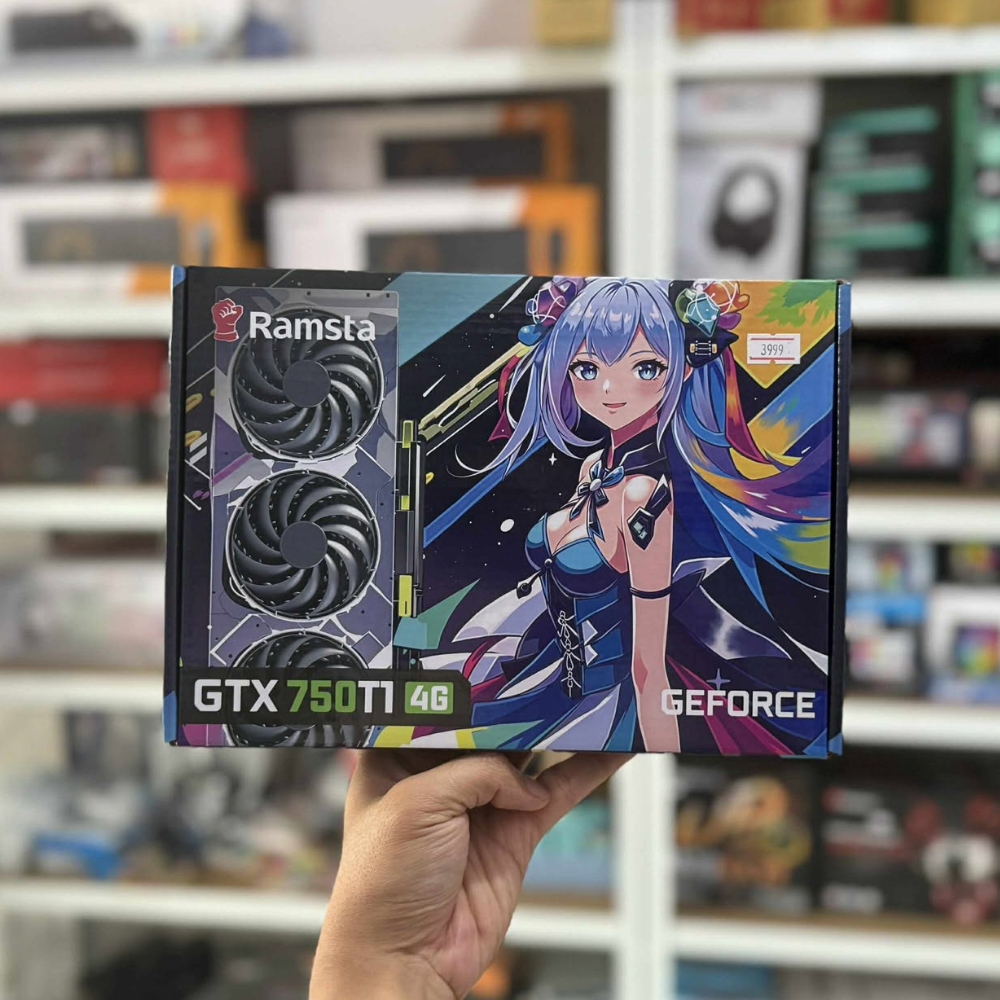 Ramsta
3999
GTX 750Ti 4G
GEFORCE